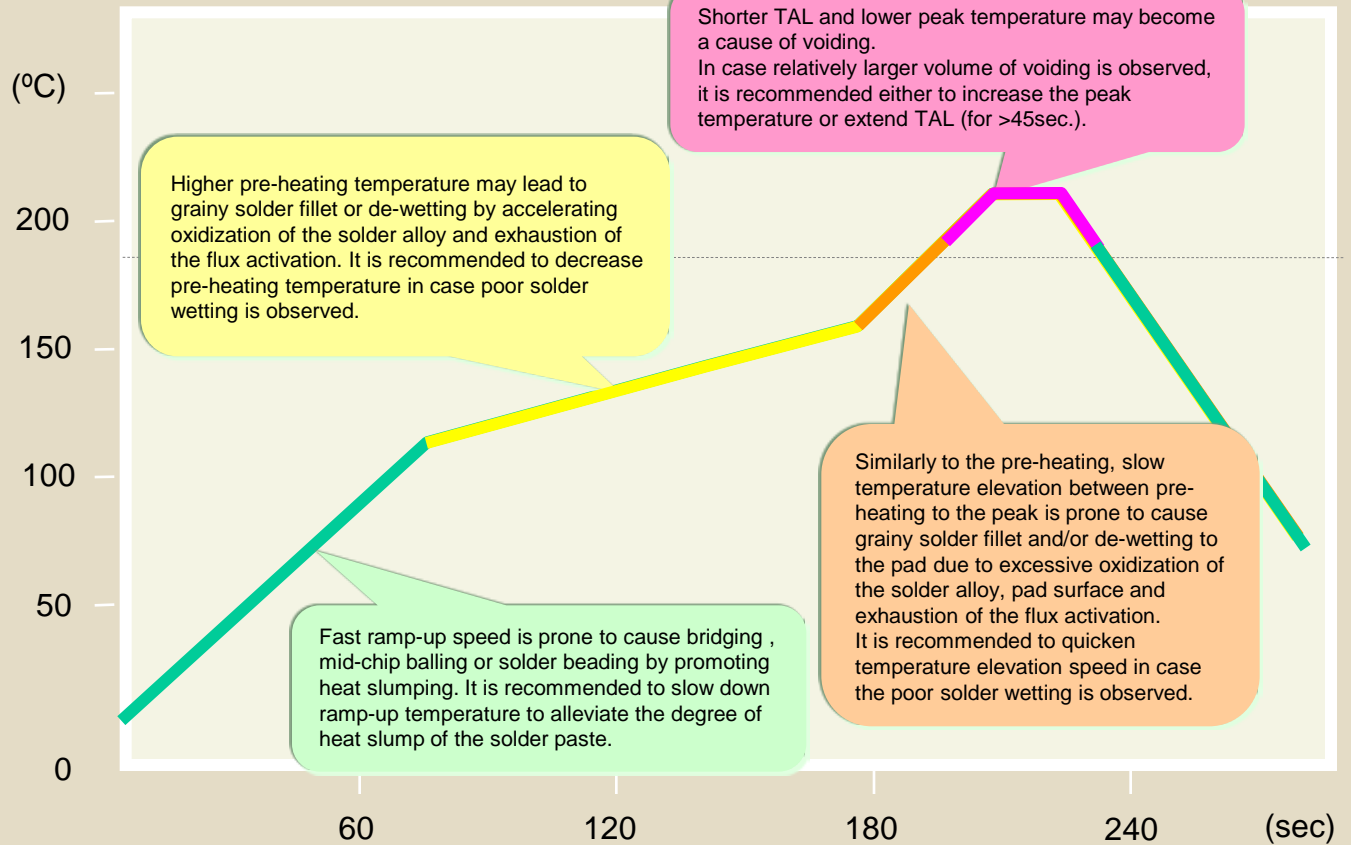 Shorter TAL and lower peak temperature may become
a cause of voiding.
In case relatively larger volume of voiding is observed,
it is recommended either to increase the peak
temperature or extend TAL (for >45sec.).
(ºC)
Higher pre-heating temperature may lead to
grainy solder fillet or de-wetting by accelerating
oxidization of the solder alloy and exhaustion of
the flux activation. It is recommended to decrease
pre-heating temperature in case poor solder
wetting is observed.
200
150
100
50
0
Similarly to the pre-heating, slow
temperature elevation between pre-
heating to the peak is prone to cause
grainy solder fillet and/or de-wetting to
the pad due to excessive oxidization of
the solder alloy, pad surface and
exhaustion of the flux activation.
It is recommended to quicken
temperature elevation speed in case
the poor solder wetting is observed.
Fast ramp-up speed is prone to cause bridging ,
mid-chip balling or solder beading by promoting
heat slumping. It is recommended to slow down
ramp-up temperature to alleviate the degree of
heat slump of the solder paste.
60 120 180 240 (sec)